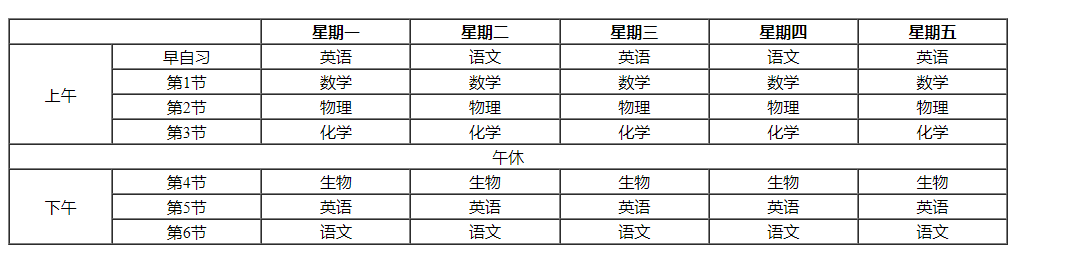 星期一 星期二 星期三 星期四 星期五
上午 早自习 英语 语文 英语 语文 英语
第1节 数学 数学 数学 数学 数学
第2节 物理 物理 物理 物理 物理
第3节 化学 化学 化学 化学 化学
午休
下午 第4节 生物 生物 生物 生物 生物
第5节 英语 英语 英语 英语 英语
第6节 语文 语文 语文 语文 语文